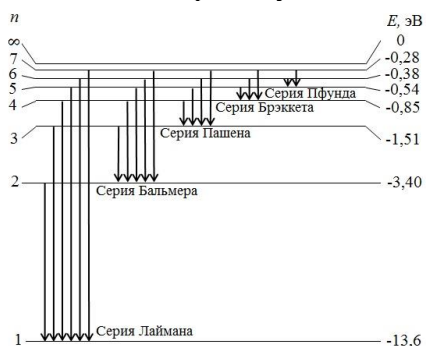 n
E, эВ
∞ 0
7 -0,28
6 -0,38
5 -0,54
Серия Пфунда
4 -0,85
Серия Брэккета
3 -1,51
Серия Пашена
2 -3,40
Серия Бальмера
Серия Лаймана
1 -13.6